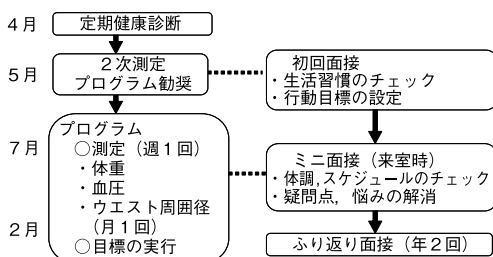 4月
定期健康診断
5月
2次測定
プログラム勧奨
初回面接
・生活習慣のチェック
・行動目標の設定
7月
2月
プログラム
○測定（週1回）
・体重
・血圧
・ウエスト周囲径
（月1回）
○目標の実行
ミニ面接（来室時）
・体調，スケジュールのチェック
・疑問点，悩みの解消
ふり返り面接（年2回）